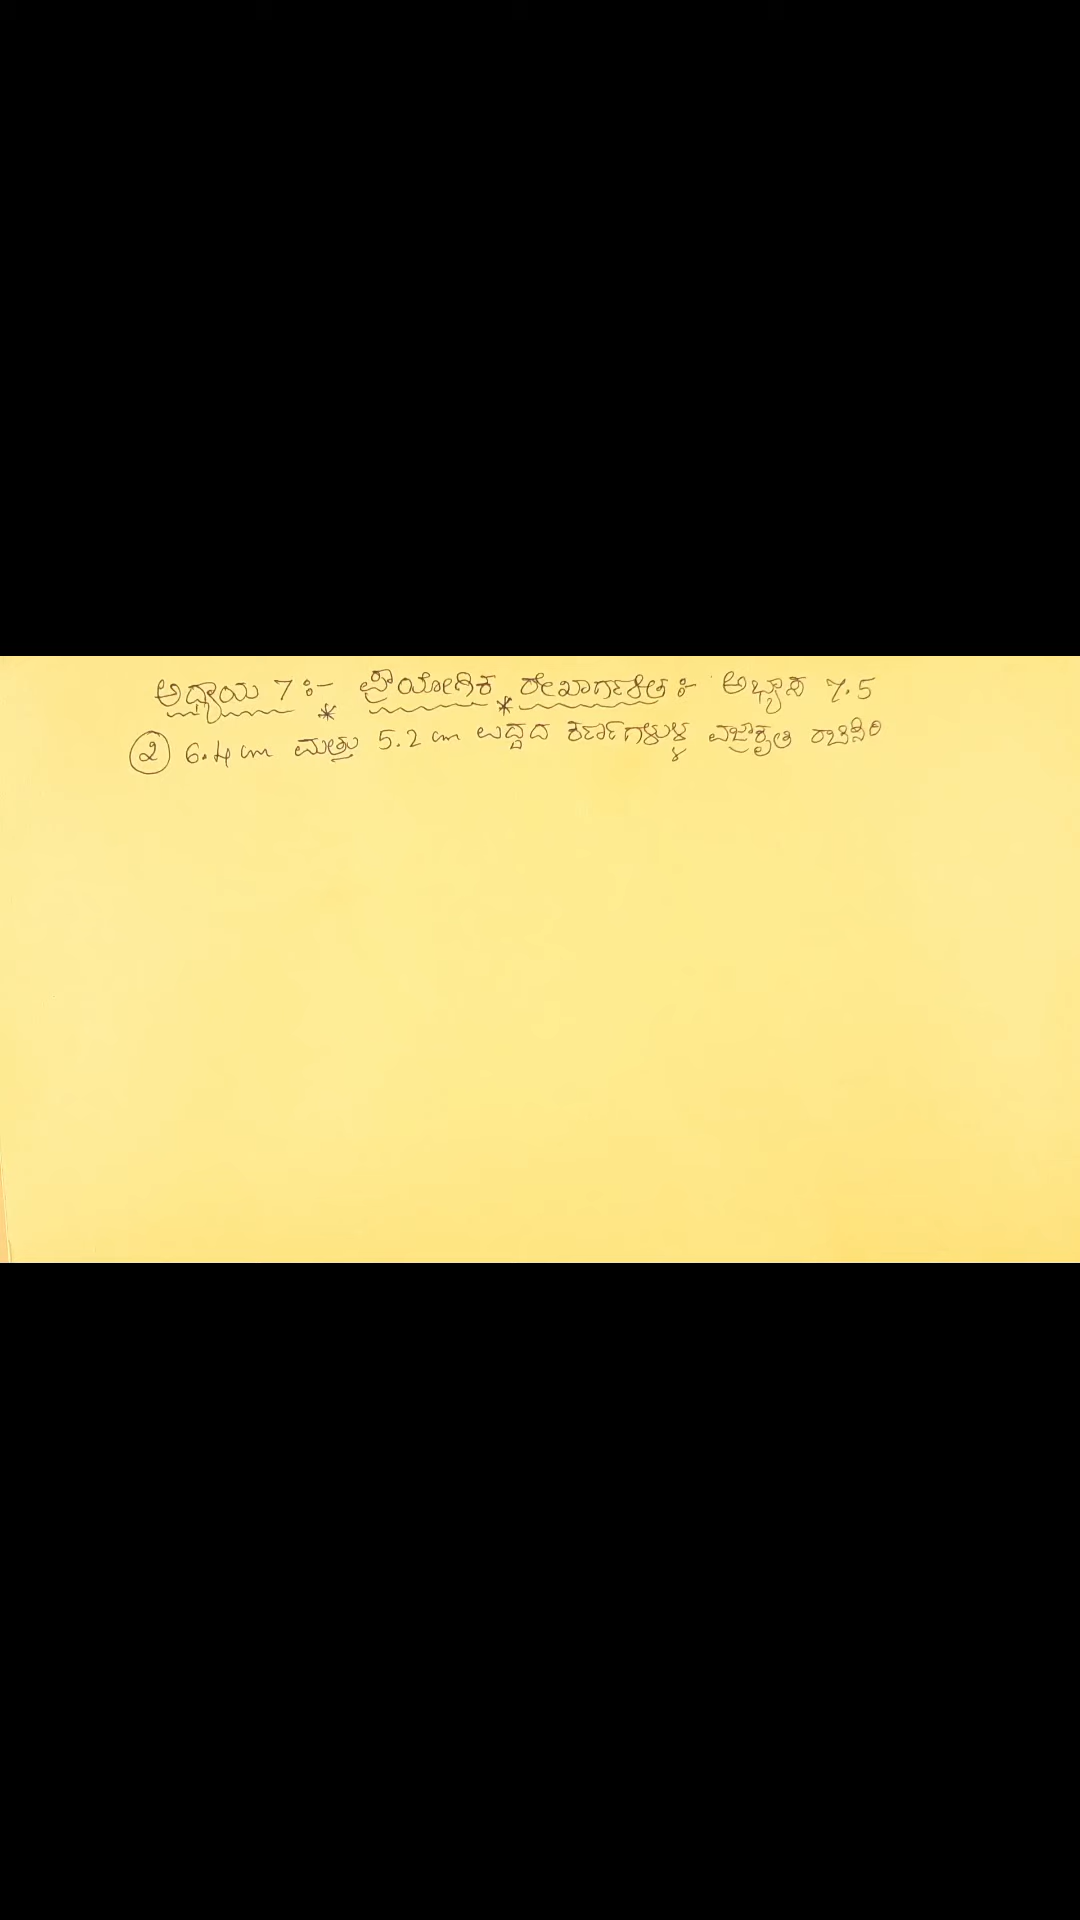 ಅಧ್ಯಾಯ 7 :- ಪ್ರಾಯೋಗಿಕ ರೇಖಾಗಣಿತ :- ಅಭ್ಯಾಸ 7.5
② 6.4 cm ಮತ್ತು 5.2 cm ಉದ್ದದ ಕರ್ಣಗಳುಳ್ಳ ವಜ್ರಾಕೃತಿ ರಚಿಸಿರಿ